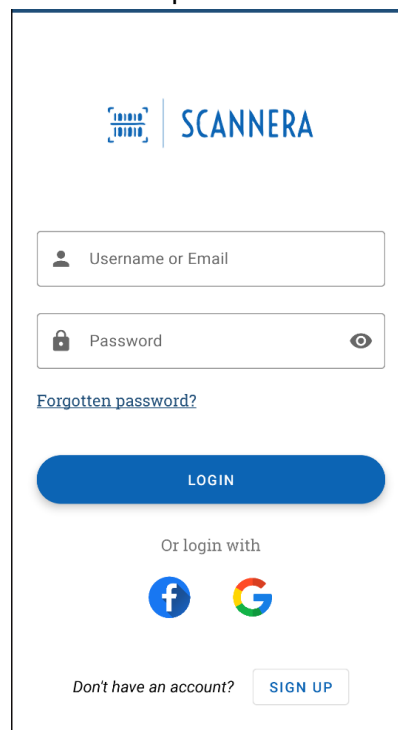 SCANNERA
Username or Email
Password
Forgotten password?
LOGIN
Or login with
Don't have an account? SIGN UP